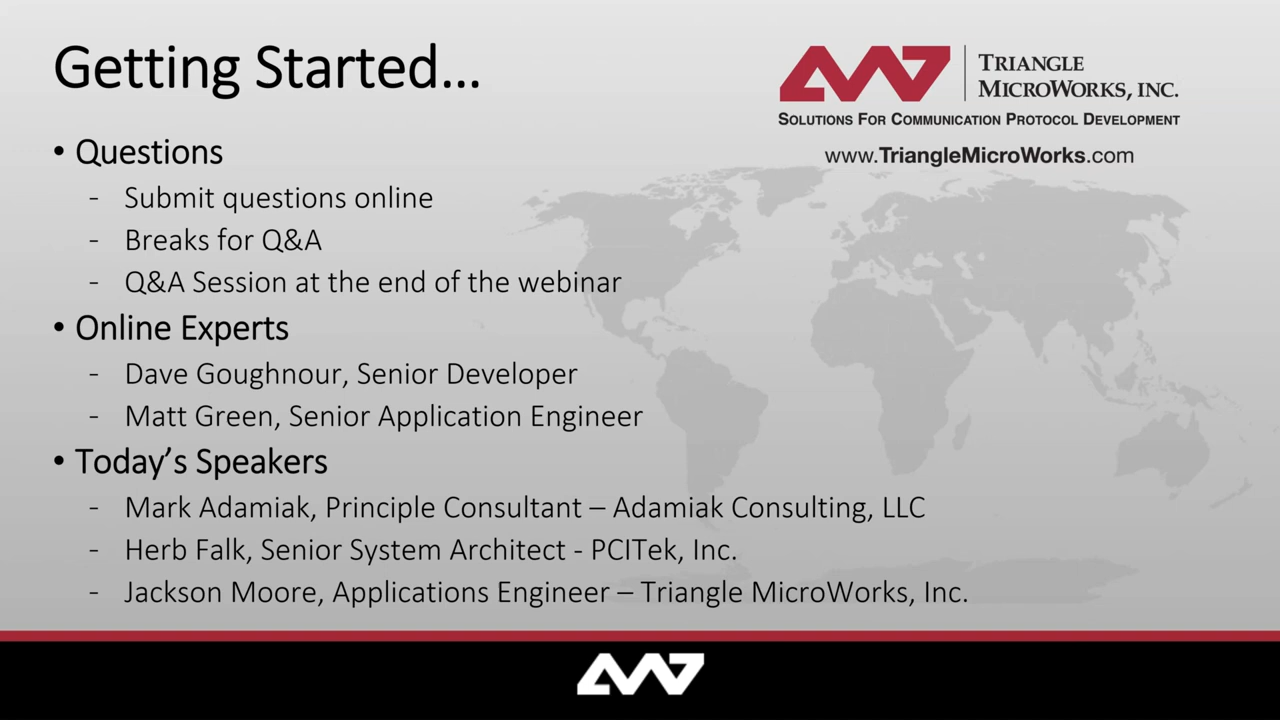 Getting Started...
• Questions
- Submit questions online
- Breaks for Q&A
- Q&A Session at the end of the webinar
• Online Experts
- Dave Goughnour, Senior Developer
- Matt Green, Senior Application Engineer
• Today’s Speakers
- Mark Adamiak, Principle Consultant – Adamiak Consulting, LLC
- Herb Falk, Senior System Architect - PCITek, Inc.
- Jackson Moore, Applications Engineer – Triangle MicroWorks, Inc.
TRIANGLE
MICROWORKS, INC.
SOLUTIONS FOR COMMUNICATION PROTOCOL DEVELOPMENT
www.TriangleMicroWorks.com